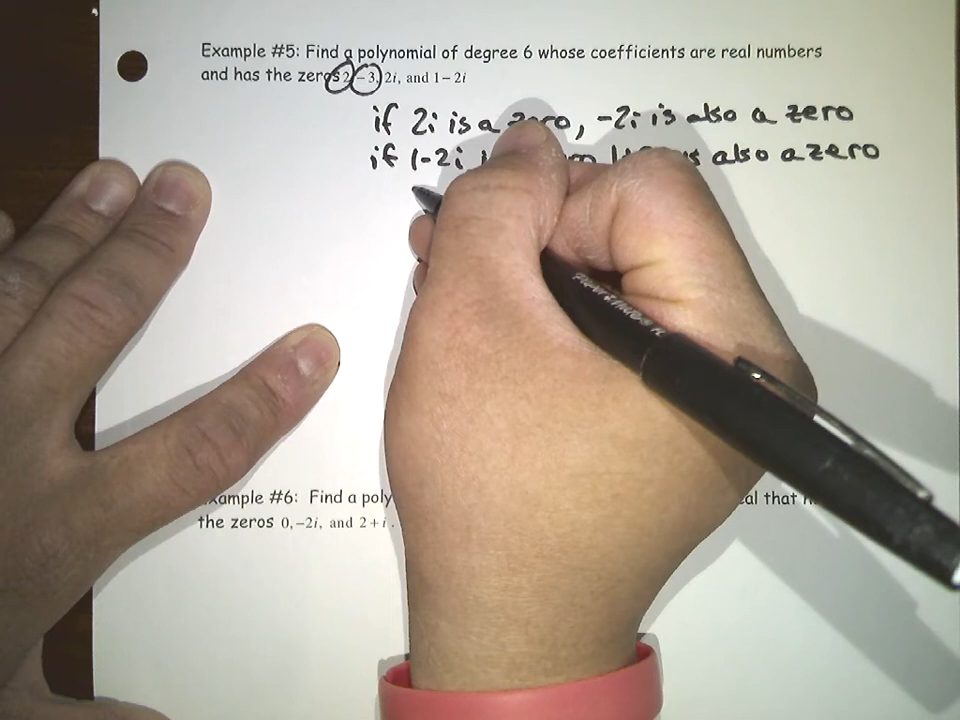 Example #5: Find a polynomial of degree 6 whose coefficients are real numbers
and has the zeros 2, -3, 2i, and 1-2i
if 2i is a zero, -2i is also a zero
if 1-2i also a zero
Example #6: Find a
the zeros 0, -2i, and 2+i.